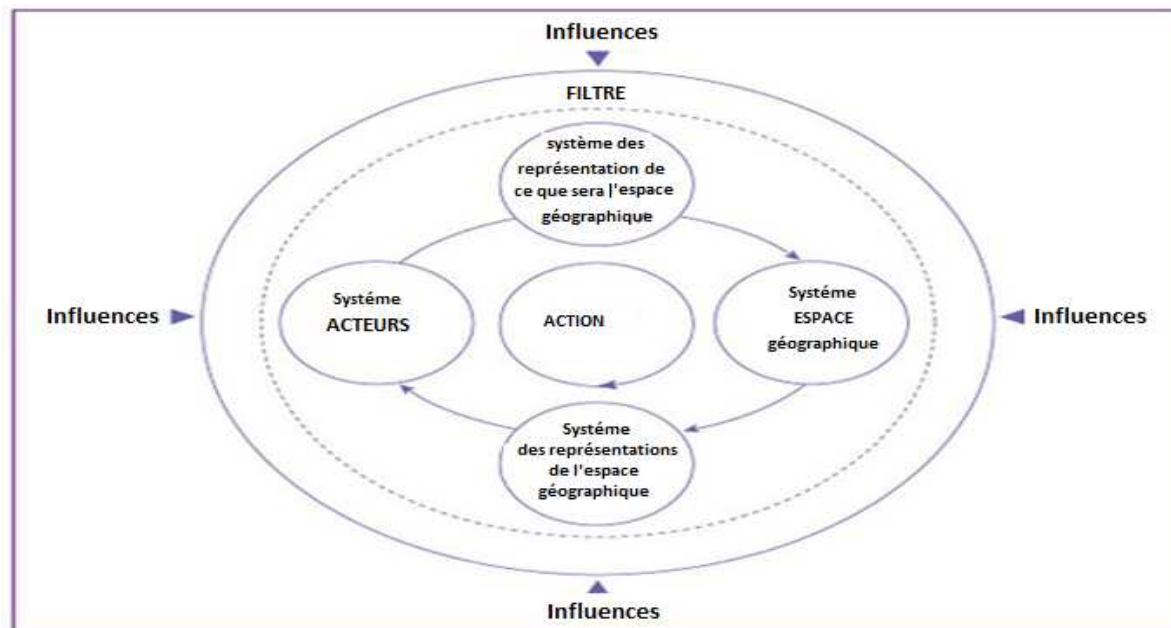 Influences
FILTRE
système des
représentation de
ce que sera l'espace
géographique
Systéme
ACTEURS
ACTION
Systéme
ESPACE
géographique
Influences
Influences
Systéme
des représentations
de l'espace
géographique
Influences